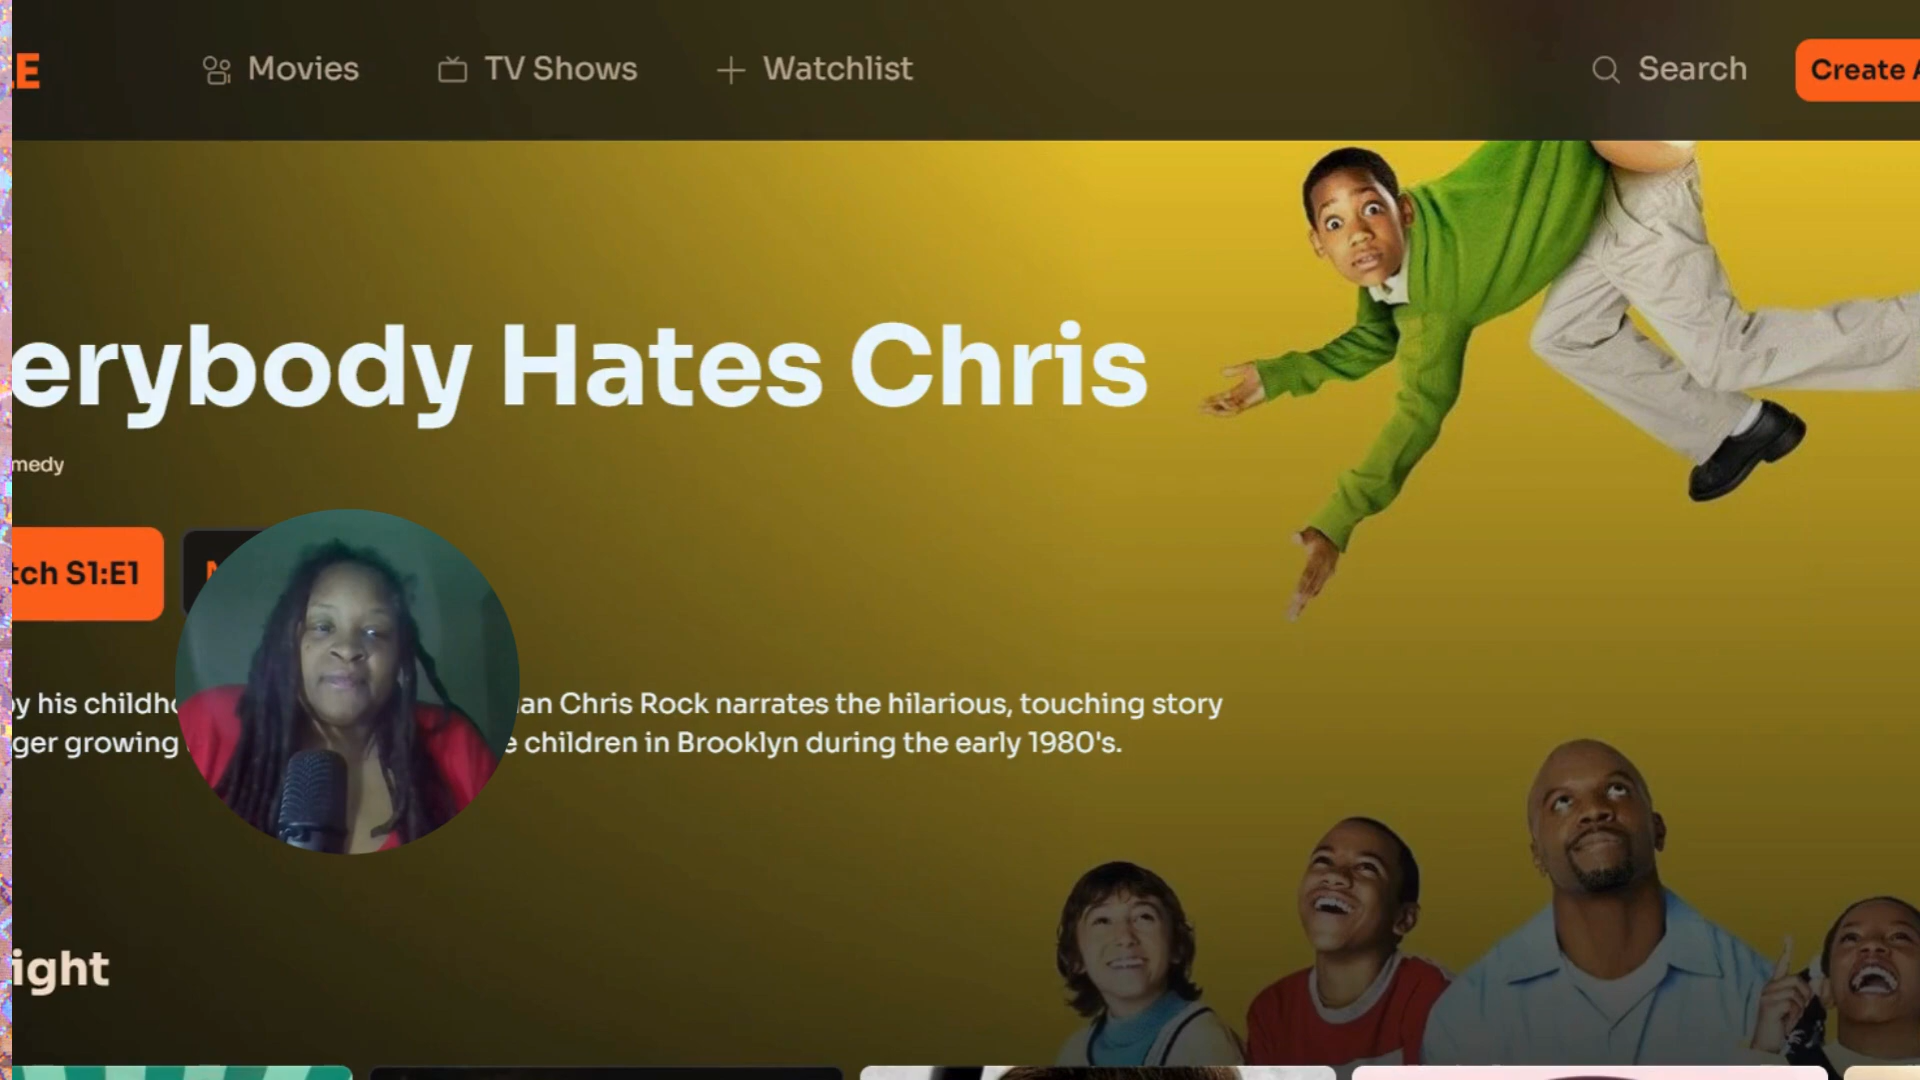 E
Movies
TV Shows
Watchlist
Search
Create
erybody Hates Chris
medy
tch S1:E1
y his childh an Chris Rock narrates the hilarious, touching story
ger growing children in Brooklyn during the early 1980's.
ight